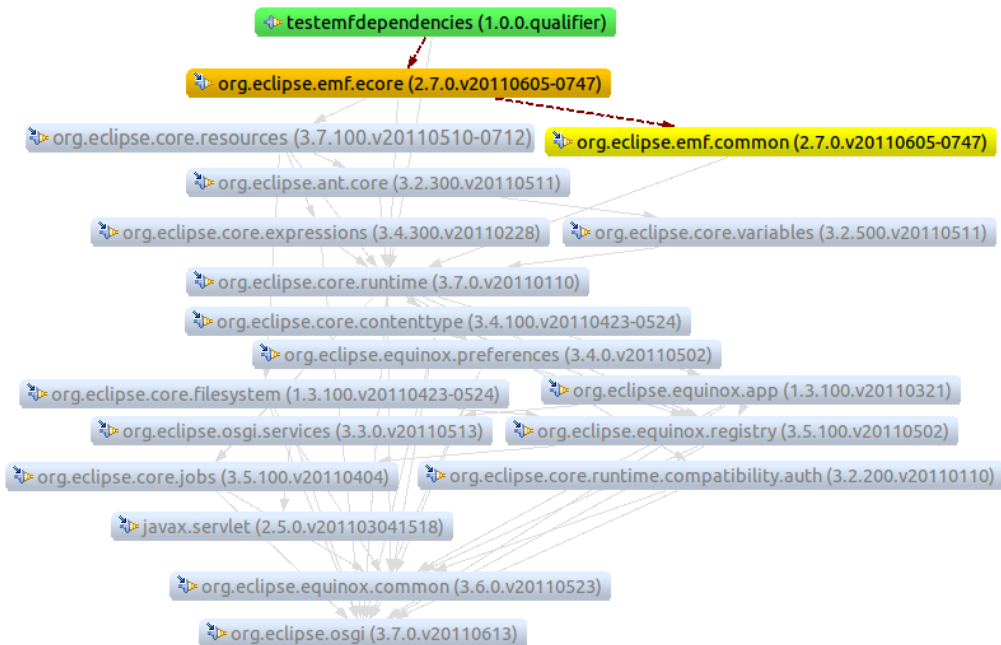 testemfdependencies (1.0.0.qualifier)
org.eclipse.emf.ecore (2.7.0.v20110605-0747)
org.eclipse.core.resources (3.7.100.v20110510-0712)
org.eclipse.emf.common (2.7.0.v20110605-0747)
org.eclipse.ant.core (3.2.300.v20110511)
org.eclipse.core.expressions (3.4.300.v20110228)
org.eclipse.core.variables (3.2.500.v20110511)
org.eclipse.core.runtime (3.7.0.v20110110)
org.eclipse.core.contenttype (3.4.100.v20110423-0524)
org.eclipse.equinox.preferences (3.4.0.v20110502)
org.eclipse.core.filesystem (1.3.100.v20110423-0524)
org.eclipse.equinox.app (1.3.100.v20110321)
org.eclipse.osgi.services (3.3.0.v20110513)
org.eclipse.equinox.registry (3.5.100.v20110502)
org.eclipse.core.jobs (3.5.100.v20110404)
org.eclipse.core.runtime.compatibility.auth (3.2.200.v20110110)
javax.servlet (2.5.0.v201103041518)
org.eclipse.equinox.common (3.6.0.v20110523)
org.eclipse.osgi (3.7.0.v20110613)